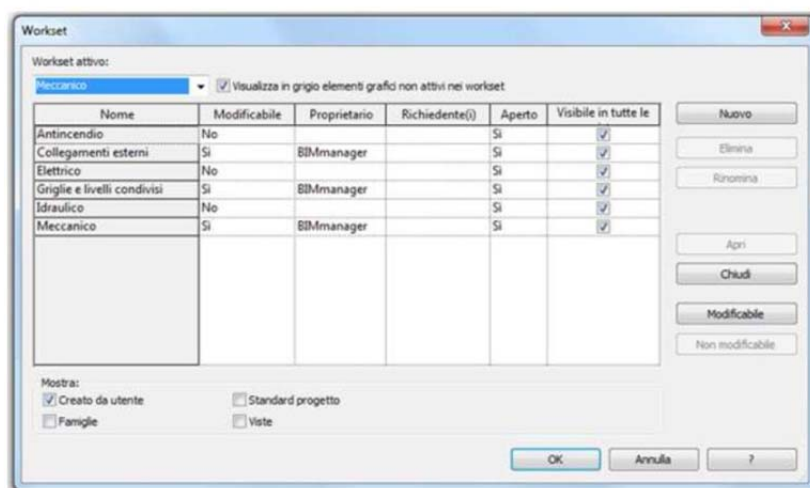 Workset
Workset attivo:
Meccanico Visualizza in grigio elementi grafici non attivi nei workset
Nome Modificabile Proprietario Richiedente(i) Aperto Visibile in tutte le
Antincendio No Sì
Collegamenti esterni Sì BIMmanager Sì
Elettrico No Sì
Griglie e livelli condivisi Sì BIMmanager Sì
Idraulico No Sì
Meccanico Sì BIMmanager Sì
Nuovo
Elimina
Rinomina
Apri
Chiudi
Modificabile
Non modificabile
Mostra:
Creato da utente Standard progetto
Famiglie Viste
OK Annulla ?